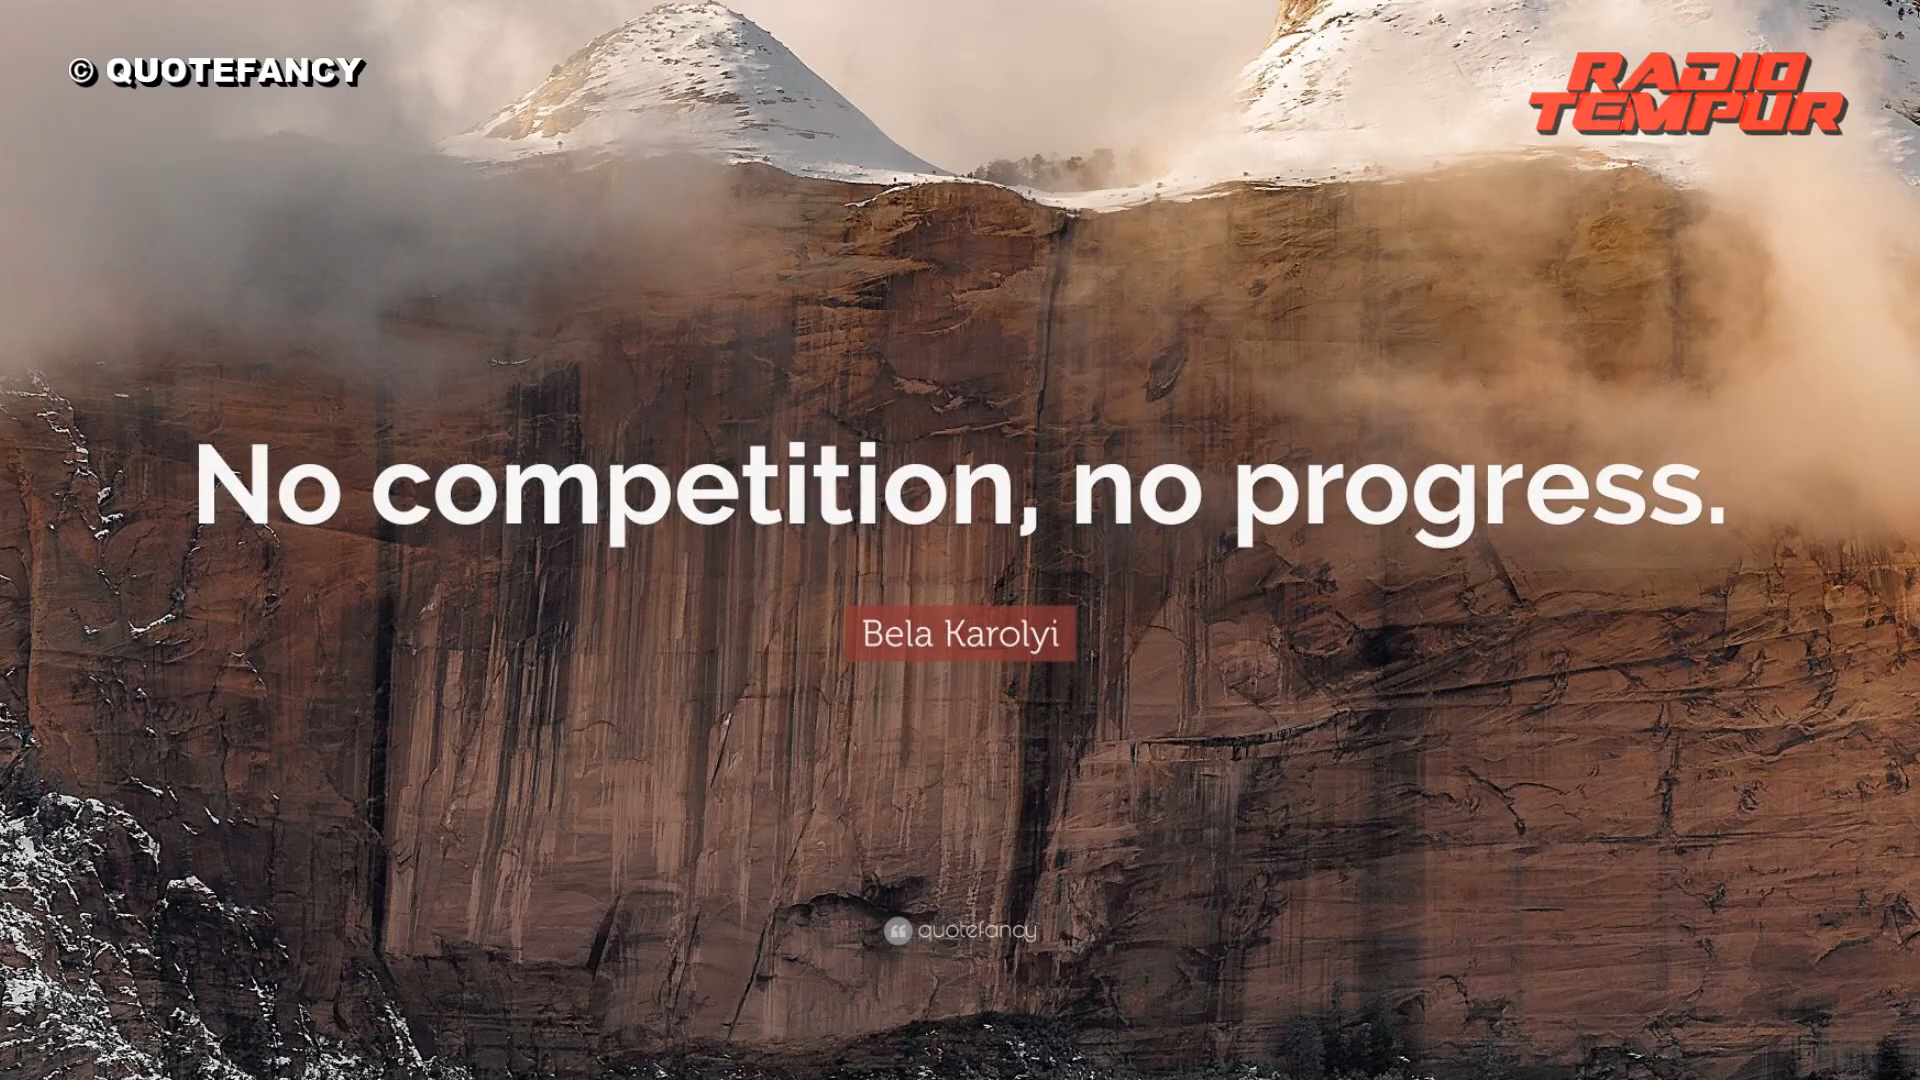 © QUOTEFANCY
RADIO
TEMPUR
No competition, no progress.
Bela Karolyi
quotefancy